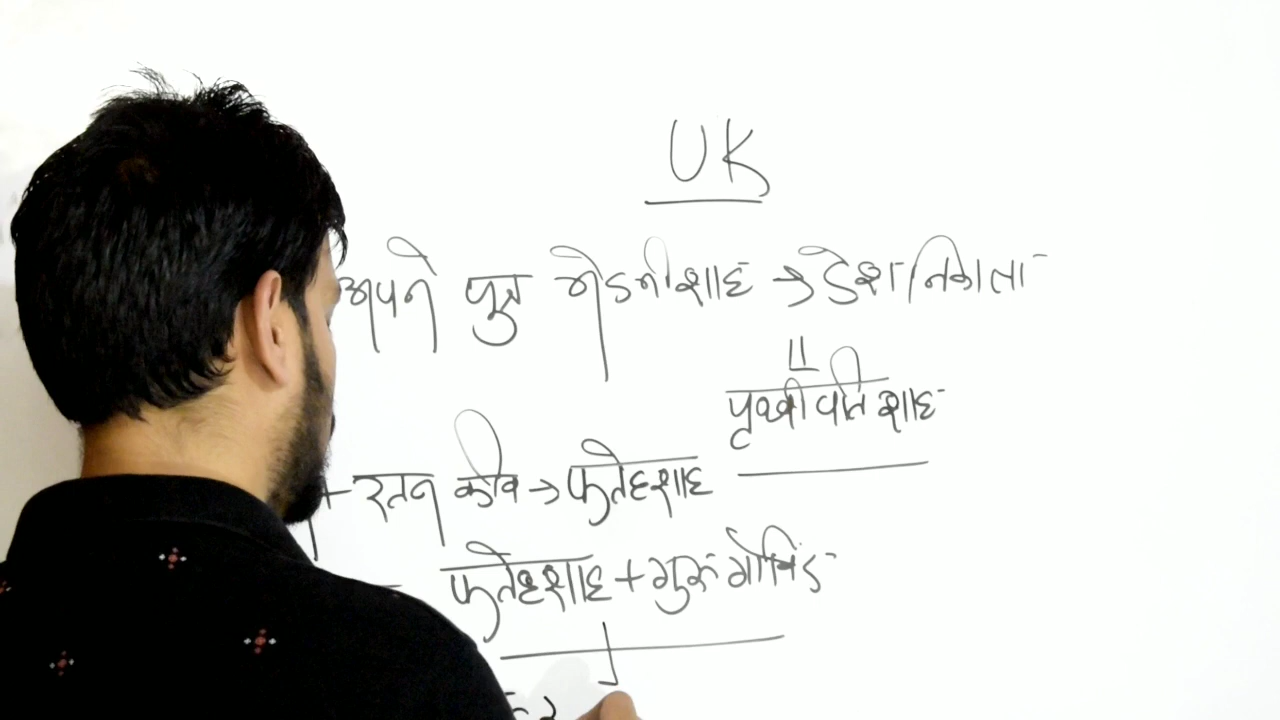 UK
अपने पुत्र मेदनीशाह → देश निकाला
पृथ्वीपति शाह
+ रतन कवि → फतेहशाह
फतेहशाह + गुरु गोविंद